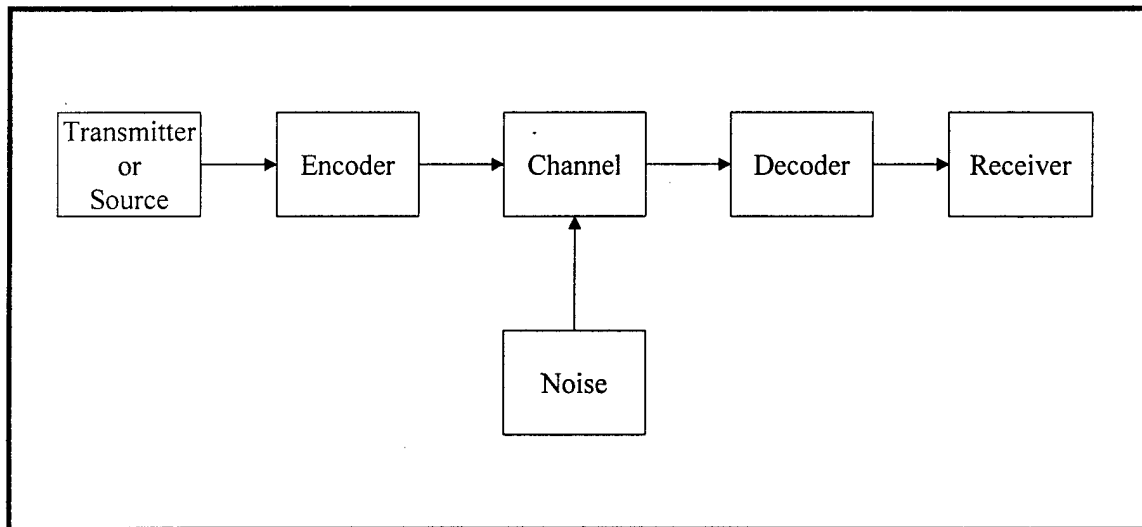 Transmitter
or
Source
Encoder
Channel
Decoder
Receiver
Noise